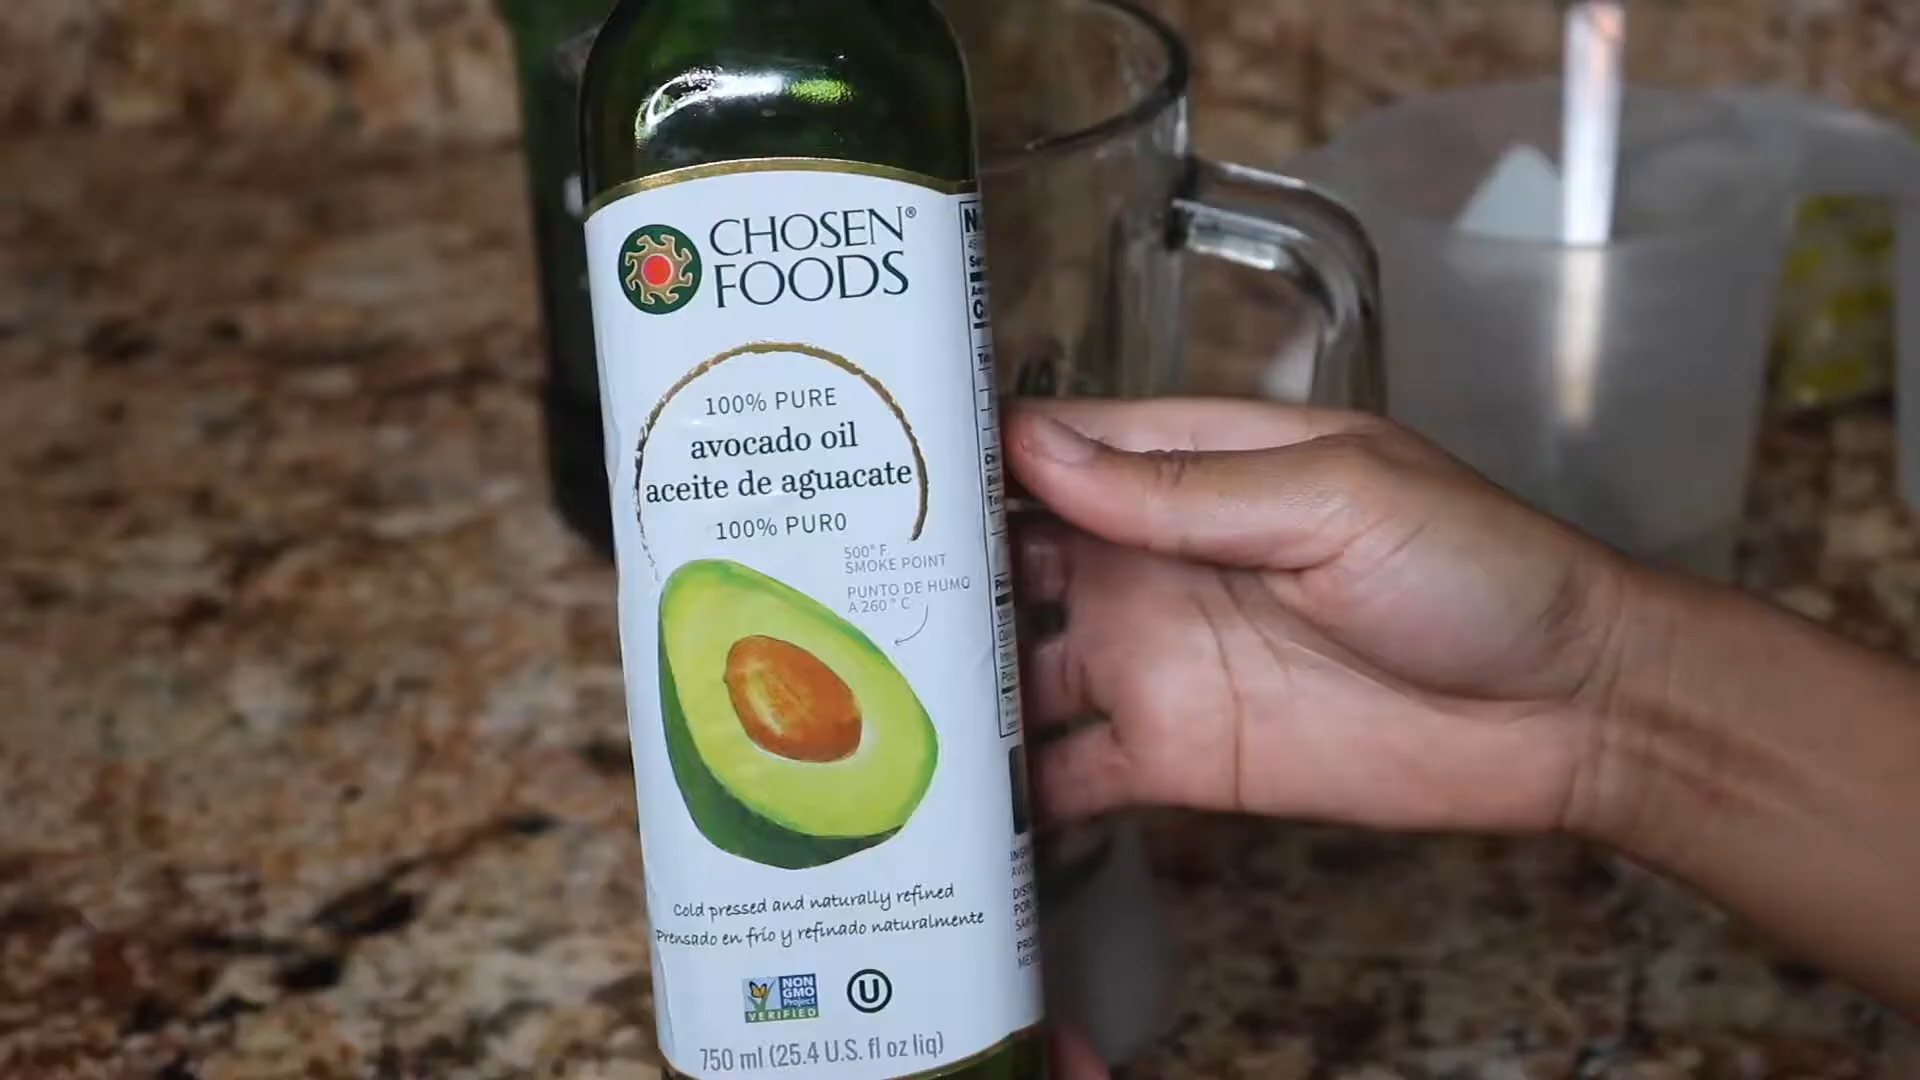 CHOSEN®
FOODS
100% PURE
avocado oil
aceite de aguacate
100% PURO
500° F
SMOKE POINT
PUNTO DE HUMO
A 260° C
Cold pressed and naturally refined
Prensado en frío y refinado naturalmente
NON
GMO
Project
VERIFIED
U
750 ml (25.4 U.S. fl oz liq)